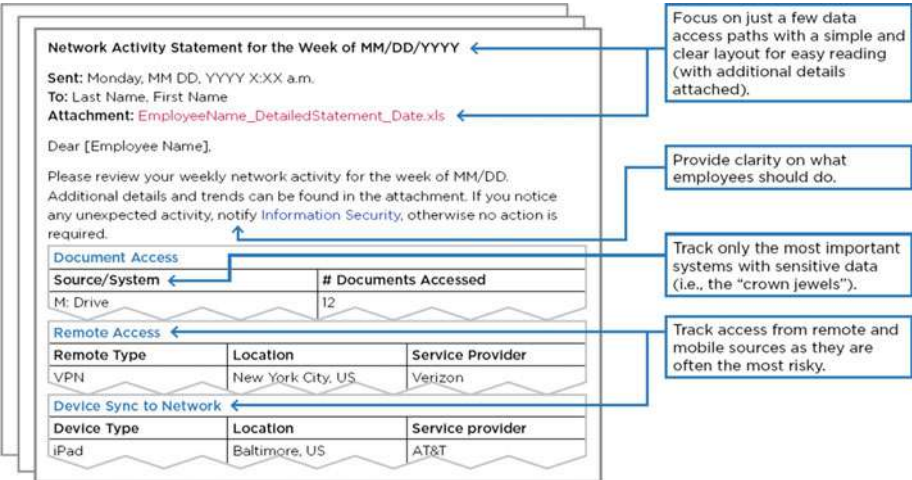 Network Activity Statement for the Week of MM/DD/YYYY
Sent: Monday, MM DD, YYYY X:XX a.m.
To: Last Name, First Name
Attachment: EmployeeName_DetailedStatement_Date.xls
Dear [Employee Name],
Please review your weekly network activity for the week of MM/DD.
Additional details and trends can be found in the attachment. If you notice
any unexpected activity, notify Information Security, otherwise no action is
required.
Document Access
Source/System # Documents Accessed
M: Drive 12
Remote Access
Remote Type Location Service Provider
VPN New York City, US Verizon
Device Sync to Network
Device Type Location Service provider
iPad Baltimore, US AT&T
Focus on just a few data
access paths with a simple and
clear layout for easy reading
(with additional details
attached).
Provide clarity on what
employees should do.
Track only the most important
systems with sensitive data
(i.e., the “crown jewels”).
Track access from remote and
mobile sources as they are
often the most risky.